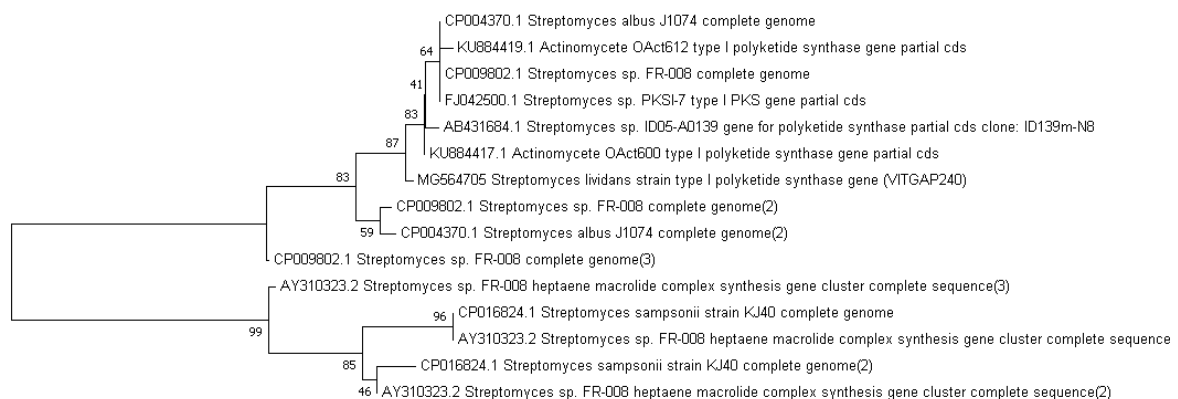 CP004370.1 Streptomyces albus J1074 complete genome
64
KU884419.1 Actinomycete OAct612 type I polyketide synthase gene partial cds
CP009802.1 Streptomyces sp. FR-008 complete genome
41
FJ042500.1 Streptomyces sp. PKSI-7 type I PKS gene partial cds
83
AB431684.1 Streptomyces sp. ID05-A0139 gene for polyketide synthase partial cds clone: ID139m-N8
87
KU884417.1 Actinomycete OAct600 type I polyketide synthase gene partial cds
83
MG564705 Streptomyces lividans strain type I polyketide synthase gene (VITGAP240)
CP009802.1 Streptomyces sp. FR-008 complete genome(2)
59
CP004370.1 Streptomyces albus J1074 complete genome(2)
CP009802.1 Streptomyces sp. FR-008 complete genome(3)
AY310323.2 Streptomyces sp. FR-008 heptaene macrolide complex synthesis gene cluster complete sequence(3)
99
96
CP016824.1 Streptomyces sampsonii strain KJ40 complete genome
AY310323.2 Streptomyces sp. FR-008 heptaene macrolide complex synthesis gene cluster complete sequence
85
CP016824.1 Streptomyces sampsonii strain KJ40 complete genome(2)
46
AY310323.2 Streptomyces sp. FR-008 heptaene macrolide complex synthesis gene cluster complete sequence(2)